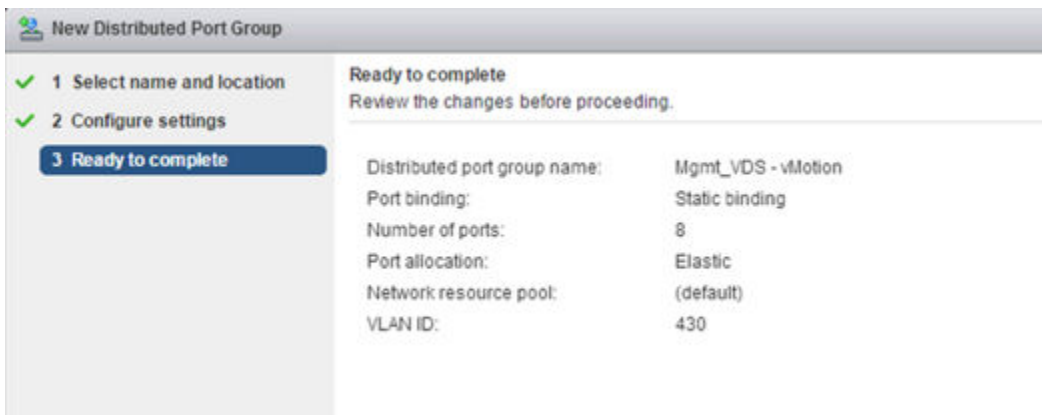 New Distributed Port Group
1 Select name and location
2 Configure settings
3 Ready to complete
Ready to complete
Review the changes before proceeding.
Distributed port group name: Mgmt_VDS - vMotion
Port binding: Static binding
Number of ports: 8
Port allocation: Elastic
Network resource pool: (default)
VLAN ID: 430